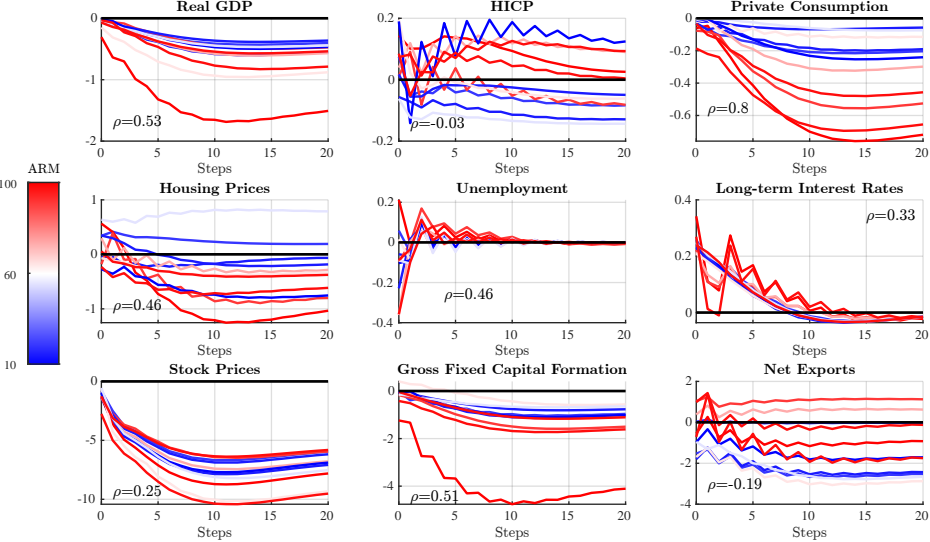 Real GDP
0
-1
-2
0 5 10 15 20
Steps
ρ=0.53
HICP
0.2
0
-0.2
0 5 10 15 20
Steps
ρ=-0.03
Private Consumption
0
-0.2
-0.4
-0.6
0 5 10 15 20
Steps
ρ=0.8
ARM
100
60
10
Housing Prices
1
0
-1
0 5 10 15 20
Steps
ρ=0.46
Unemployment
0.2
0
-0.2
-0.4
0 5 10 15 20
Steps
ρ=0.46
Long-term Interest Rates
0.4
0.2
0
0 5 10 15 20
Steps
ρ=0.33
Stock Prices
0
-5
-10
0 5 10 15 20
Steps
ρ=0.25
Gross Fixed Capital Formation
0
-2
-4
0 5 10 15 20
Steps
ρ=0.51
Net Exports
2
0
-2
-4
0 5 10 15 20
Steps
ρ=-0.19